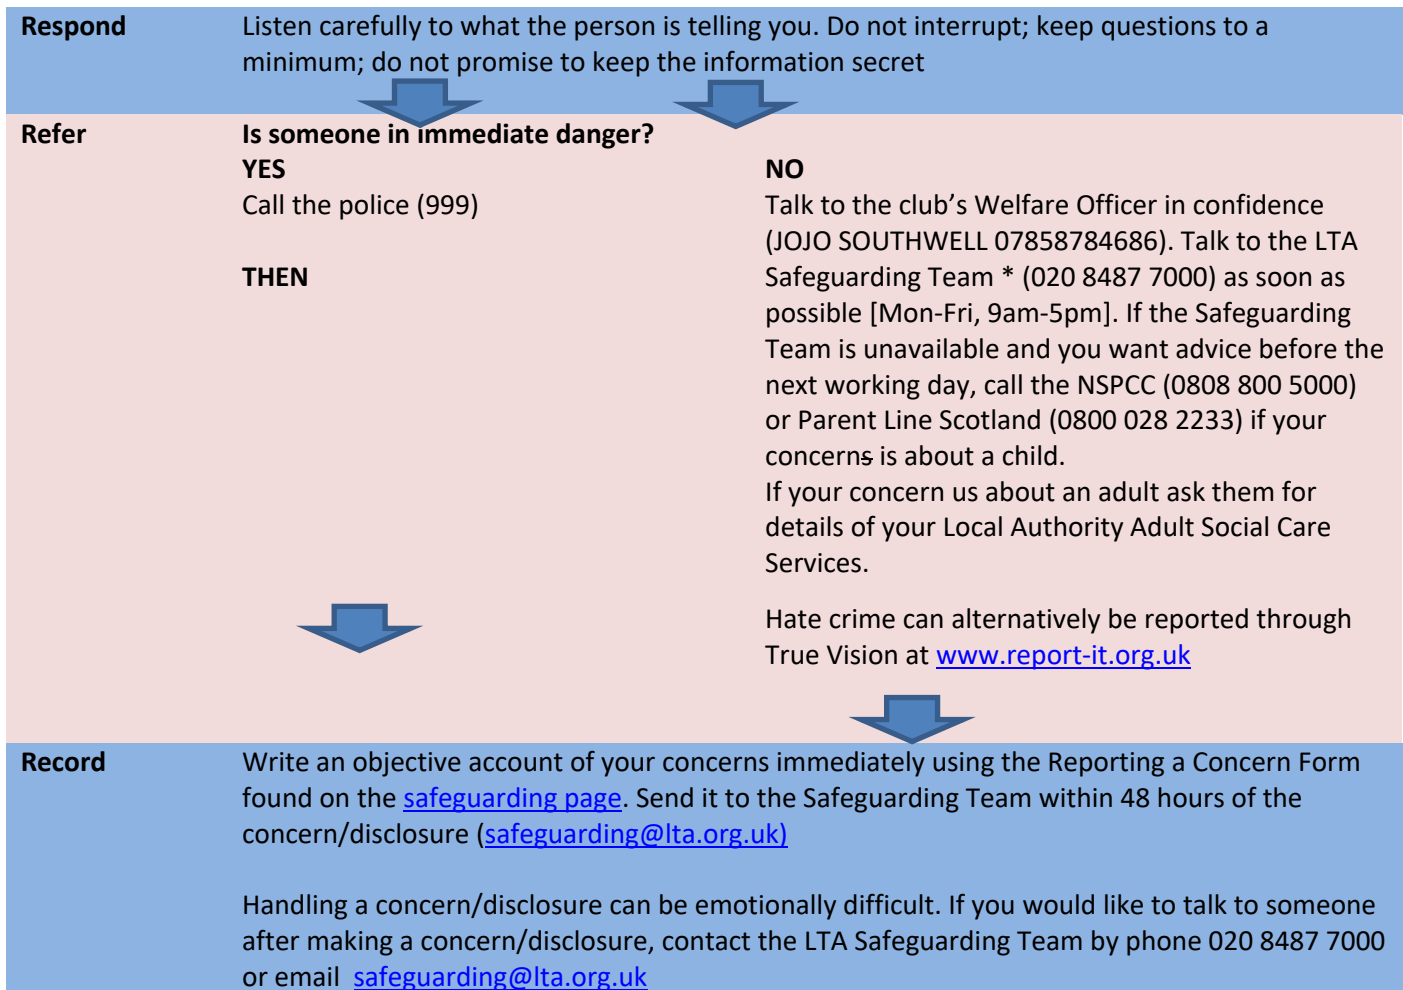 Respond
Listen carefully to what the person is telling you. Do not interrupt; keep questions to a
minimum; do not promise to keep the information secret
Refer
Is someone in immediate danger?
YES
Call the police (999)
THEN
NO
Talk to the club’s Welfare Officer in confidence
(JOJO SOUTHWELL 07858784686). Talk to the LTA
Safeguarding Team * (020 8487 7000) as soon as
possible [Mon-Fri, 9am-5pm]. If the Safeguarding
Team is unavailable and you want advice before the
next working day, call the NSPCC (0808 800 5000)
or Parent Line Scotland (0800 028 2233) if your
concerns is about a child.
If your concern us about an adult ask them for
details of your Local Authority Adult Social Care
Services.
Hate crime can alternatively be reported through
True Vision at www.report-it.org.uk
Record
Write an objective account of your concerns immediately using the Reporting a Concern Form
found on the safeguarding page. Send it to the Safeguarding Team within 48 hours of the
concern/disclosure (safeguarding@lta.org.uk)
Handling a concern/disclosure can be emotionally difficult. If you would like to talk to someone
after making a concern/disclosure, contact the LTA Safeguarding Team by phone 020 8487 7000
or email safeguarding@lta.org.uk